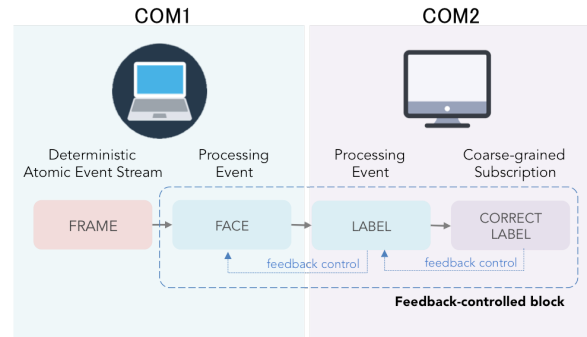 COM1
COM2
Deterministic
Atomic Event Stream
Processing
Event
Processing
Event
Coarse-grained
Subscription
FRAME
FACE
LABEL
CORRECT
LABEL
feedback control
feedback control
Feedback-controlled block